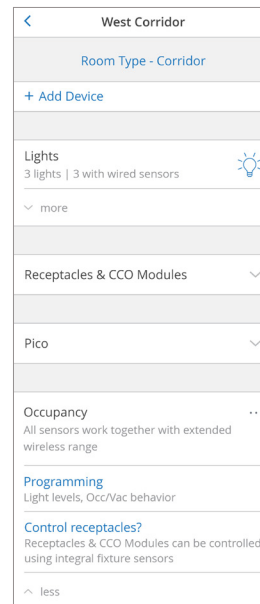 West Corridor
Room Type - Corridor
+ Add Device
Lights
3 lights | 3 with wired sensors
more
Receptacles & CCO Modules
Pico
Occupancy
All sensors work together with extended
wireless range
Programming
Light levels, Occ/Vac behavior
Control receptacles?
Receptacles & CCO Modules can be controlled
using integral fixture sensors
less